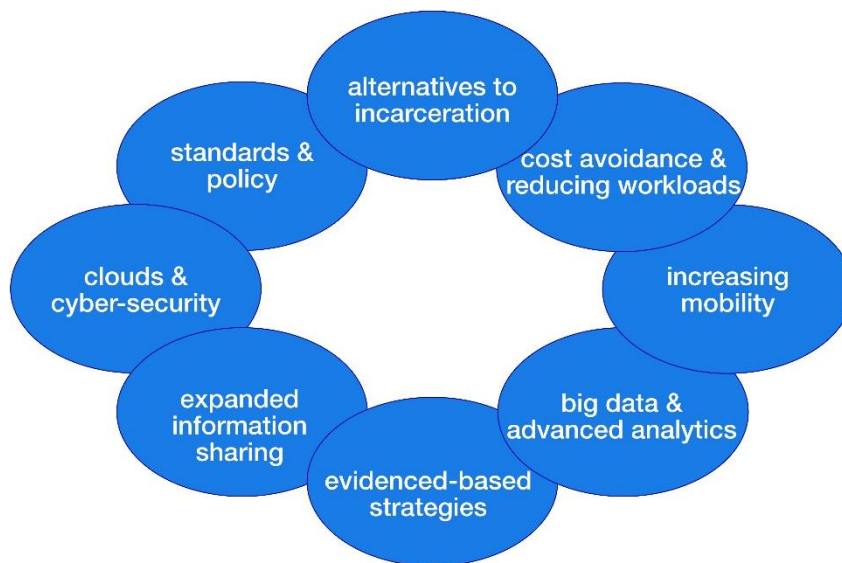 alternatives to
incarceration
standards &
policy
cost avoidance &
reducing workloads
clouds &
cyber-security
increasing
mobility
expanded
information
sharing
big data &
advanced analytics
evidenced-based
strategies